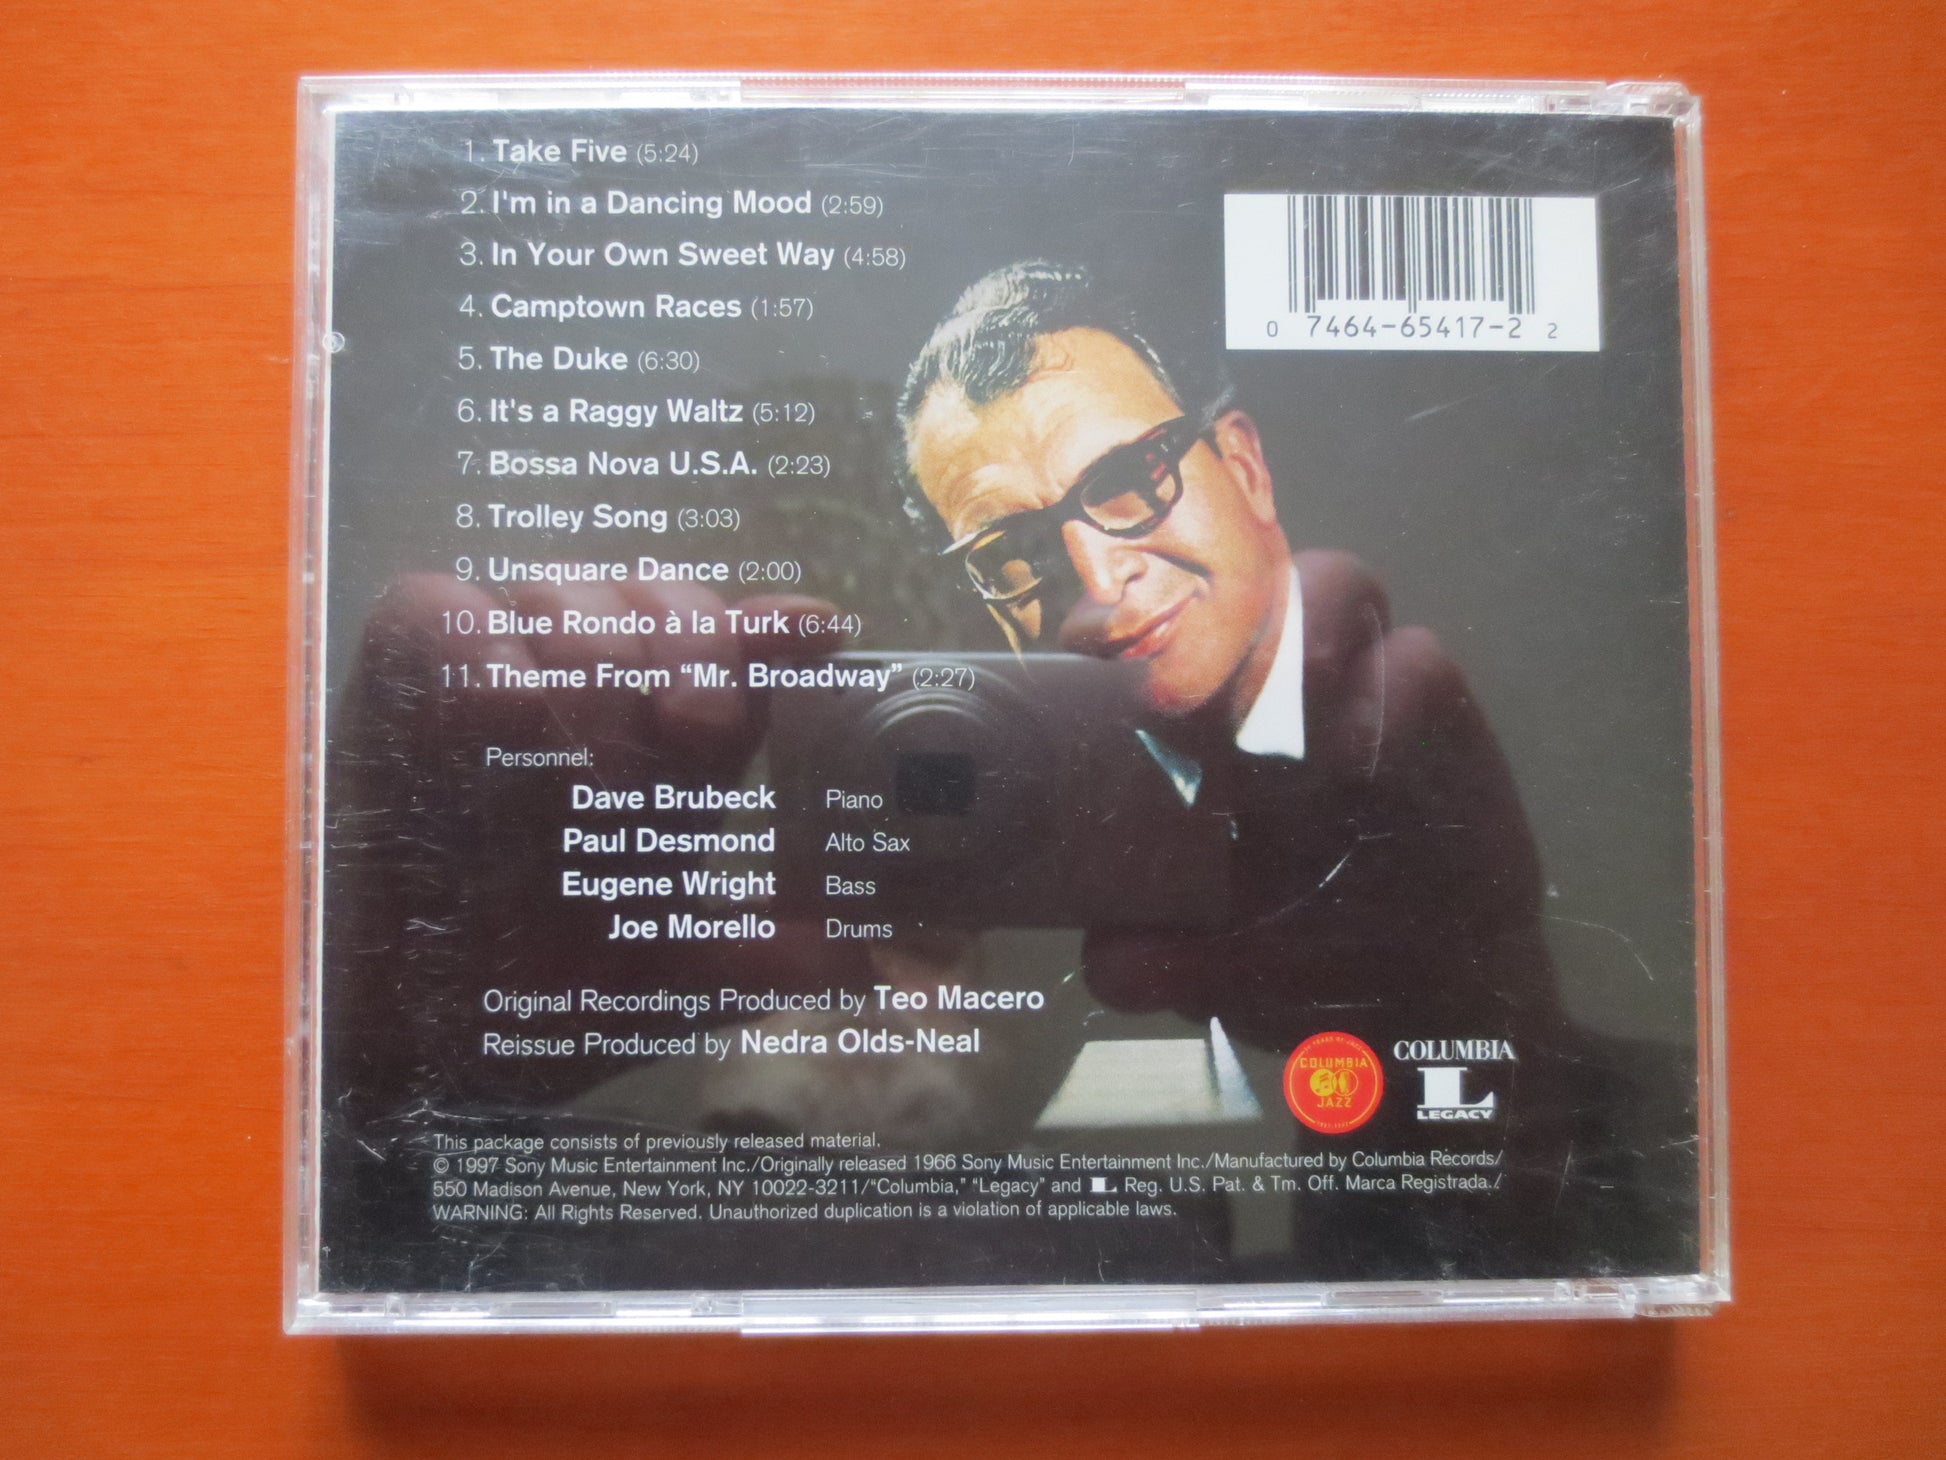 1. Take Five (5:24)
2. I'm in a Dancing Mood (2:59)
3. In Your Own Sweet Way (4:58)
4. Camptown Races (1:57)
5. The Duke (6:30)
6. It's a Raggy Waltz (5:12)
7. Bossa Nova U.S.A. (2:23)
8. Trolley Song (3:03)
9. Unsquare Dance (2:00)
10. Blue Rondo à la Turk (6:44)
11. Theme From “Mr. Broadway” (2:27)
0 7464-65417-2 2
Personnel:
Dave Brubeck Piano
Paul Desmond Alto Sax
Eugene Wright Bass
Joe Morello Drums
Original Recordings Produced by Teo Macero
Reissue Produced by Nedra Olds-Neal
COLUMBIA
JAZZ
COLUMBIA
L
LEGACY
This package consists of previously released material.
© 1997 Sony Music Entertainment Inc./Originally released 1966 Sony Music Entertainment Inc./Manufactured by Columbia Records/
550 Madison Avenue, New York, NY 10022-3211/“Columbia,” “Legacy” and L Reg. U.S. Pat. & Tm. Off. Marca Registrada./
WARNING: All Rights Reserved. Unauthorized duplication is a violation of applicable laws.